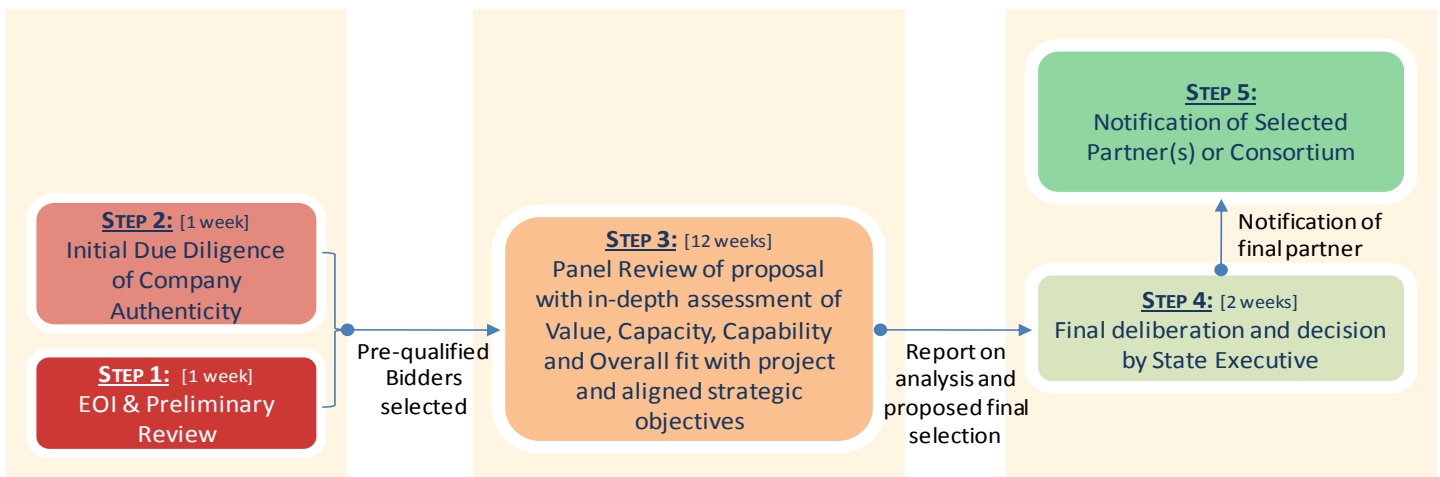 STEP 2: [1 week]
Initial Due Diligence
of Company
Authenticity
STEP 1: [1 week]
EOI & Preliminary
Review
Pre-qualified
Bidders
selected
STEP 3: [12 weeks]
Panel Review of proposal
with in-depth assessment of
Value, Capacity, Capability
and Overall fit with project
and aligned strategic
objectives
Report on
analysis and
proposed final
selection
STEP 5:
Notification of Selected
Partner(s) or Consortium
Notification of
final partner
STEP 4: [2 weeks]
Final deliberation and decision
by State Executive